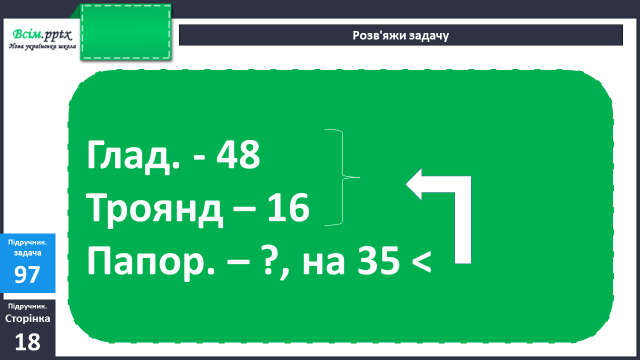 Всім.pptx
Нова українська школа
Розв'яжи задачу
Глад. - 48
Троянд – 16
Папор. – ?, на 35 <
Підручник.
задача
97
Підручник.
Сторінка
18